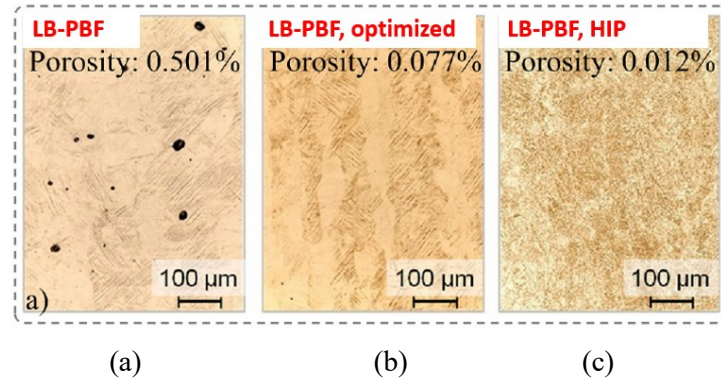 LB-PBF
Porosity: 0.501%
100 µm
a)
(a)
LB-PBF, optimized
Porosity: 0.077%
100 µm
(b)
LB-PBF, HIP
Porosity: 0.012%
100 µm
(c)